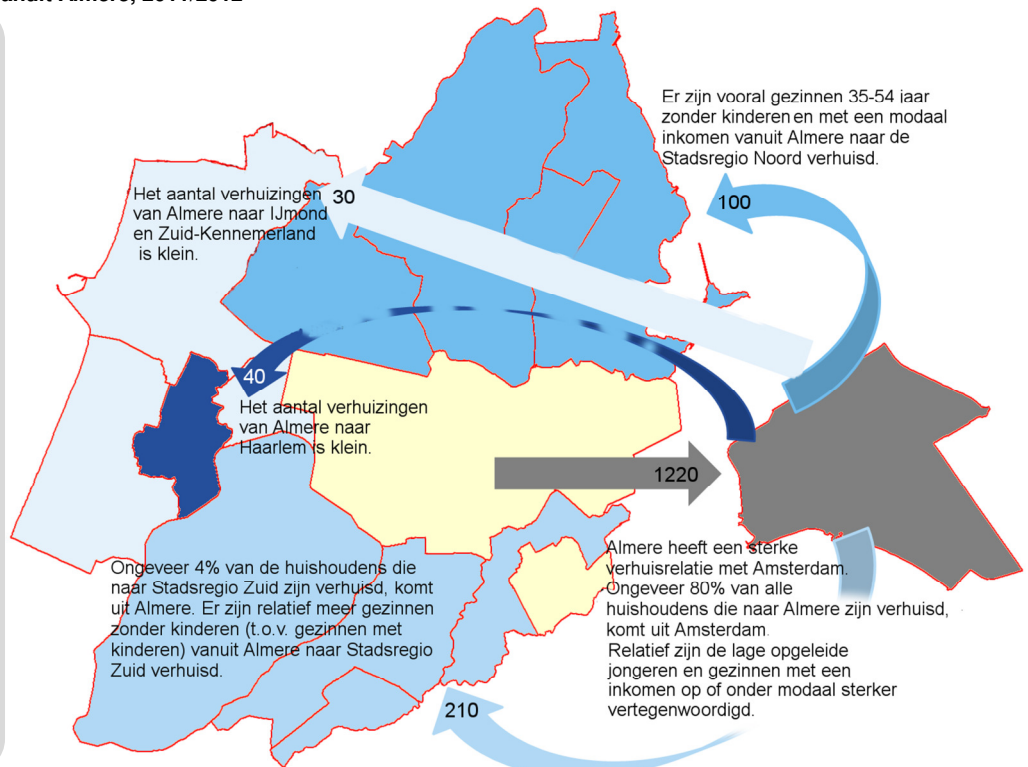 Er zijn vooral gezinnen 35-54 jaar
zonder kinderen en met een modaal
inkomen vanuit Almere naar de
Stadsregio Noord verhuisd.
100
Het aantal verhuizingen
van Almere naar IJmond
en Zuid-Kennemerland
is klein.
30
40
Het aantal verhuizingen
van Almere naar
Haarlem is klein.
1220
Ongeveer 4% van de huishoudens die
naar Stadsregio Zuid zijn verhuisd, komt
uit Almere. Er zijn relatief meer gezinnen
zonder kinderen (t.o.v. gezinnen met
kinderen) vanuit Almere naar Stadsregio
Zuid verhuisd.
Almere heeft een sterke
verhuisrelatie met Amsterdam.
Ongeveer 80% van alle
huishoudens die naar Almere zijn verhuisd,
komt uit Amsterdam.
Relatief zijn de lage opgeleide
jongeren en gezinnen met een
inkomen op of onder modaal sterker
vertegenwoordigd.
210